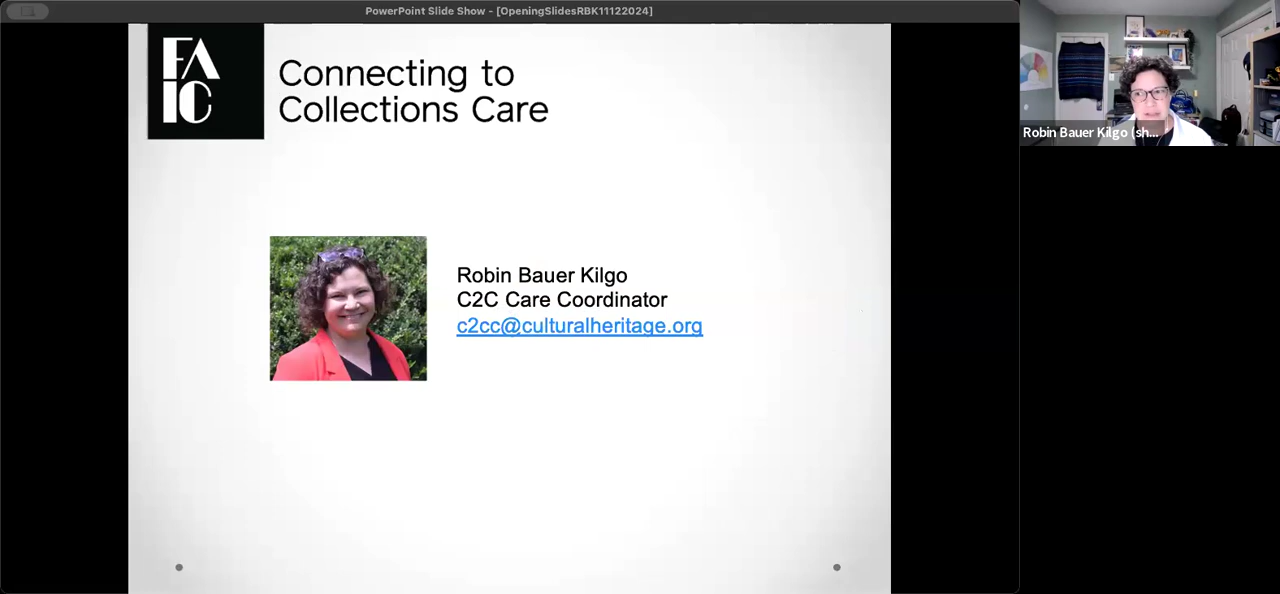 PowerPoint Slide Show - [OpeningSlidesRBK11122024]
FA
IC
Connecting to
Collections Care
Robin Bauer Kilgo
C2C Care Coordinator
c2cc@culturalheritage.org
Robin Bauer Kilgo (sh...